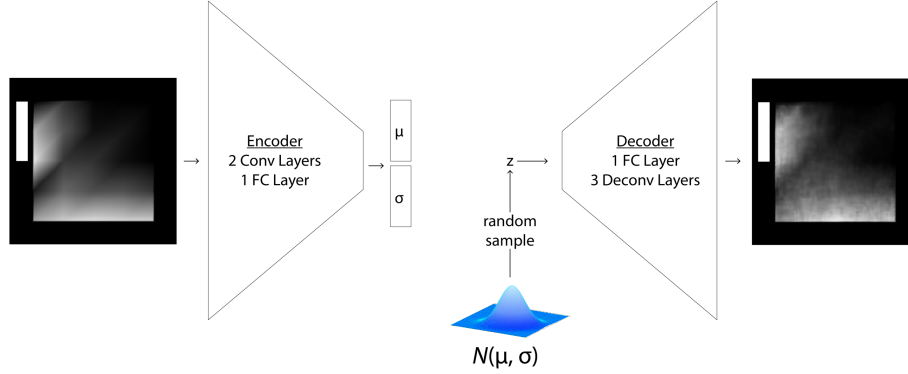 Encoder
2 Conv Layers
1 FC Layer
μ
σ
z
random
sample
N(μ, σ)
Decoder
1 FC Layer
3 Deconv Layers